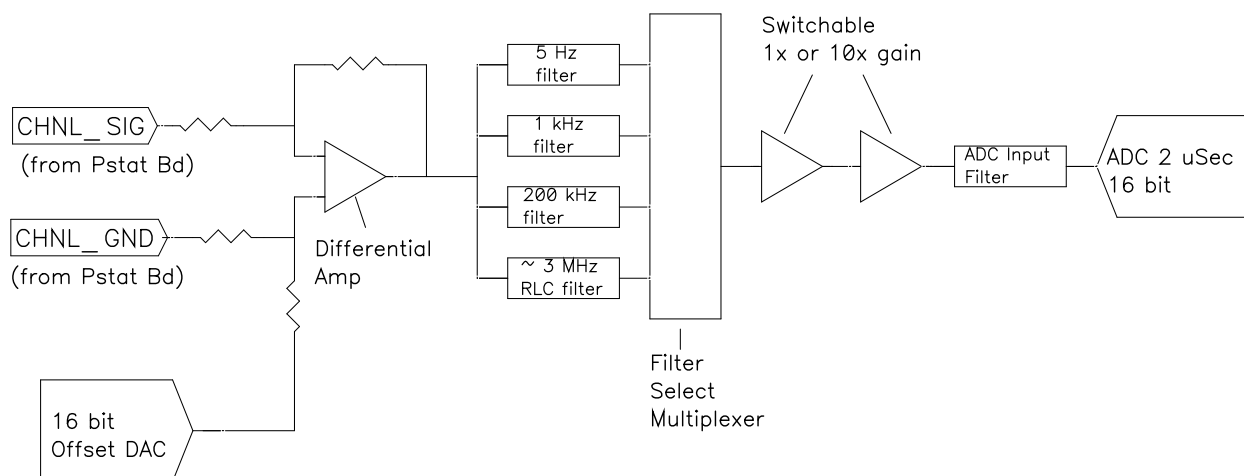 CHNL_SIG
(from Pstat Bd)
CHNL_GND
(from Pstat Bd)
16 bit
Offset DAC
Differential
Amp
5 Hz
filter
1 kHz
filter
200 kHz
filter
~ 3 MHz
RLC filter
Filter
Select
Multiplexer
Switchable
1x or 10x gain
ADC Input
Filter
ADC 2 uSec
16 bit